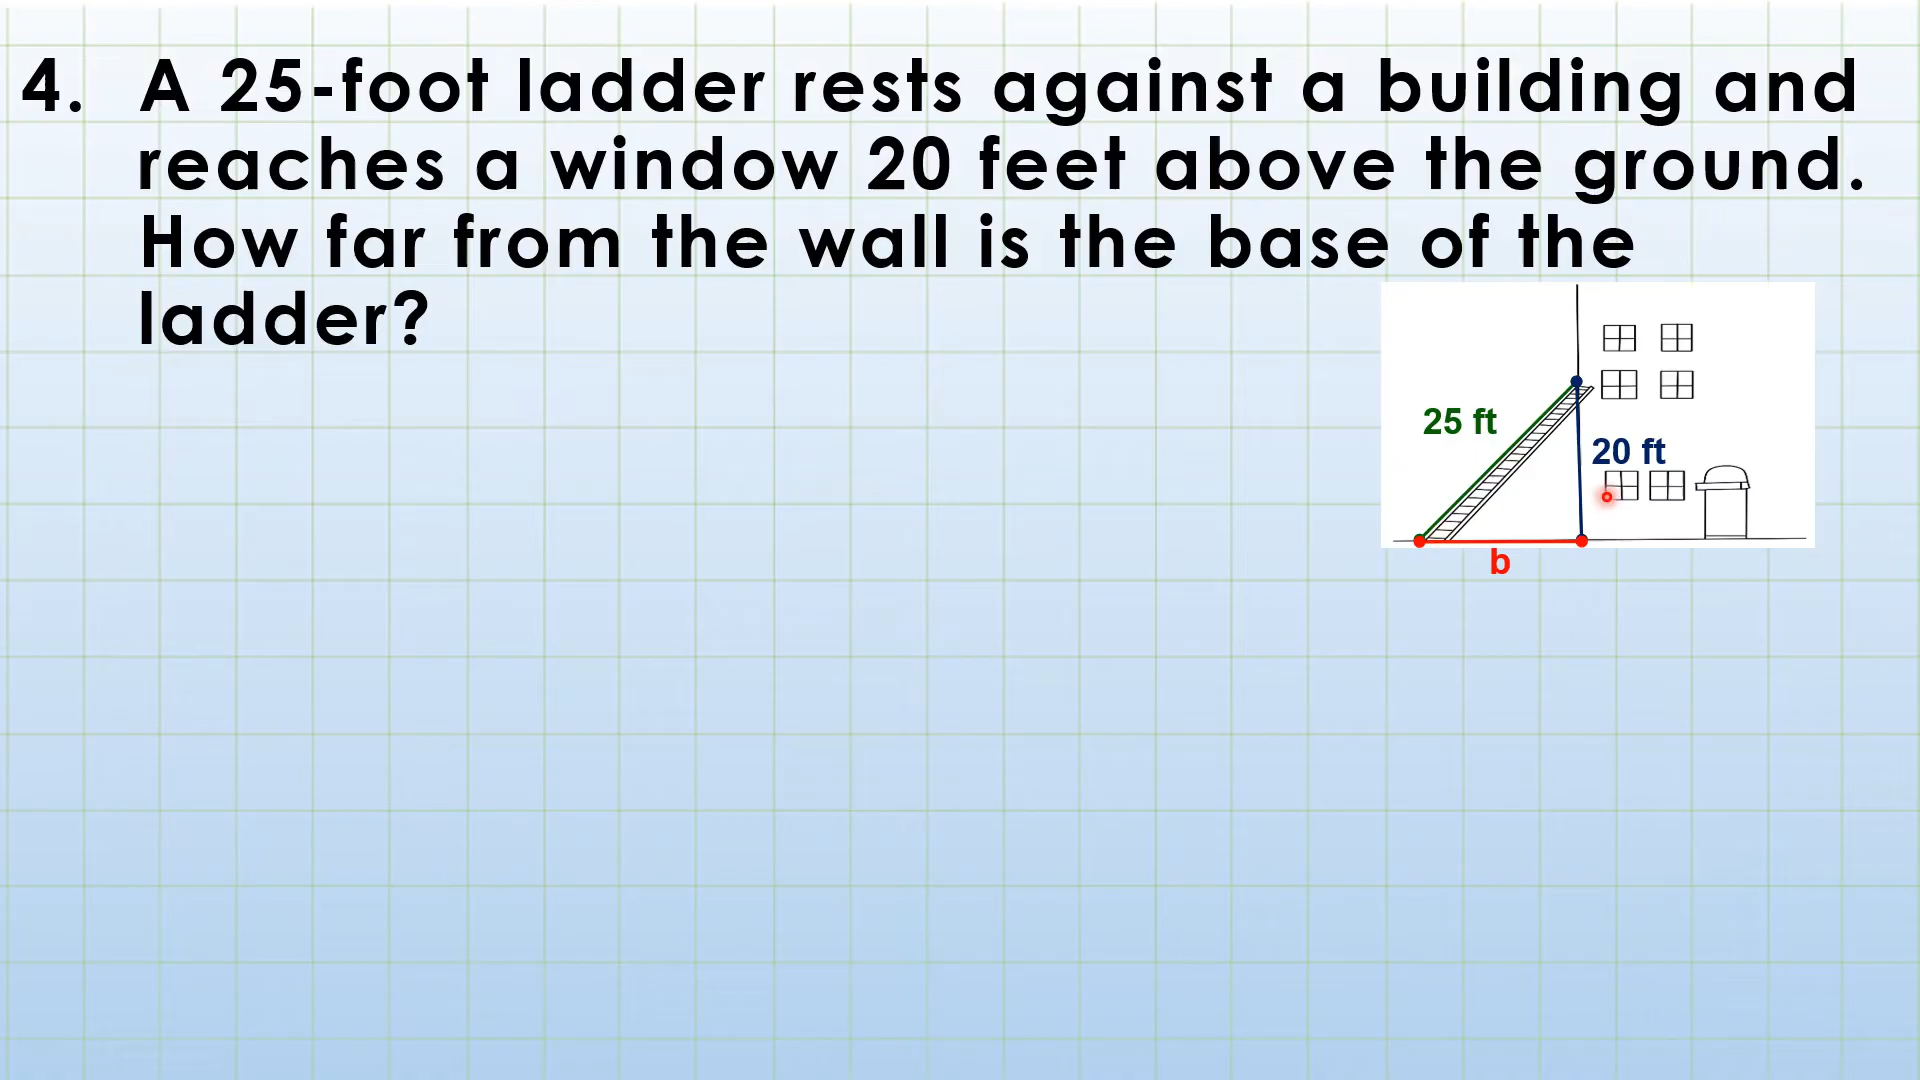 4. A 25-foot ladder rests against a building and
reaches a window 20 feet above the ground.
How far from the wall is the base of the
ladder?
25 ft
20 ft
b